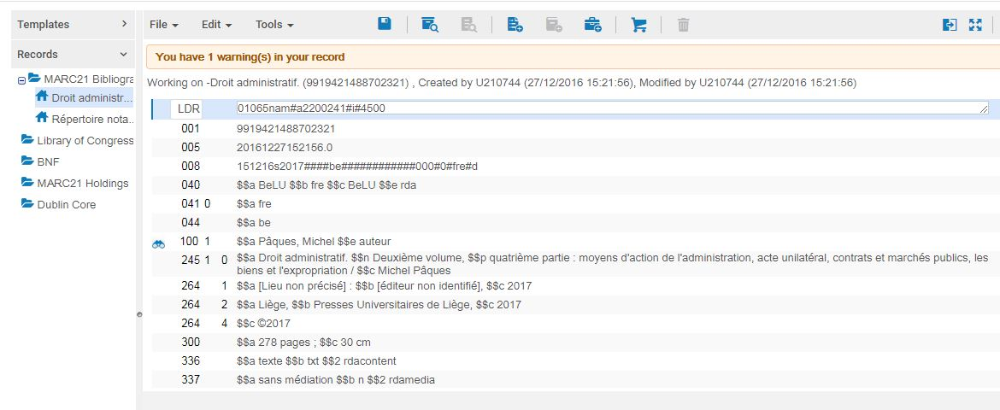 Templates
File Edit Tools
Records
You have 1 warning(s) in your record
MARC21 Bibliogra
Droit administr...
Répertoire nota..
Library of Congress
BNF
MARC21 Holdings
Dublin Core
Working on -Droit administratif. (9919421488702321) , Created by U210744 (27/12/2016 15:21:56), Modified by U210744 (27/12/2016 15:21:56)
LDR 01065nam#a2200241#i#4500
001 9919421488702321
005 20161227152156.0
008 151216s2017####be############000#0#fre#d
040 $$a BeLU $$b fre $$c BeLU $$e rda
041 0 $$a fre
044 $$a be
100 1 $$a Pâques, Michel $$e auteur
245 1 0 $$a Droit administratif. $$n Deuxième volume, $$p quatrième partie : moyens d'action de l'administration, acte unilatéral, contrats et marchés publics, les
biens et l'expropriation / $$c Michel Pâques
264 1 $$a [Lieu non précisé] : $$b [éditeur non identifié], $$c 2017
264 2 $$a Liège, $$b Presses Universitaires de Liège, $$c 2017
264 4 $$c ©2017
300 $$a 278 pages ; $$c 30 cm
336 $$a texte $$b txt $$2 rdacontent
337 $$a sans médiation $$b n $$2 rdamedia